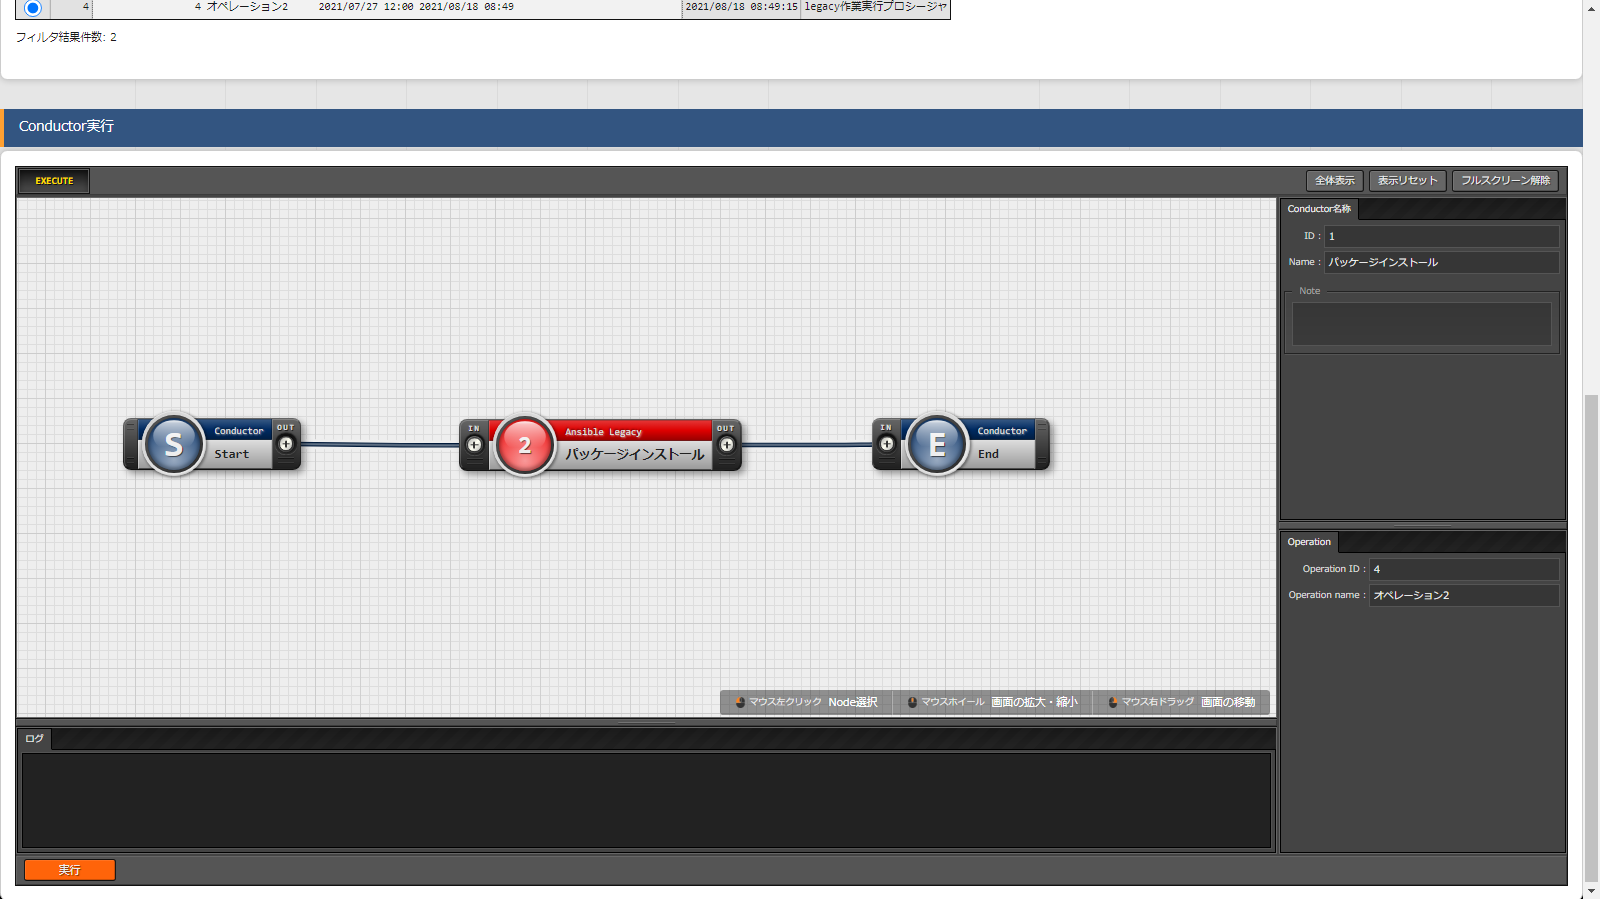 4 4 オペレーション2 2021/07/27 12:00 2021/08/18 08:49 2021/08/18 08:49:15 legacy作業実行プロシージャ
フィルタ結果件数: 2
Conductor実行
EXECUTE 全体表示 表示リセット フルスクリーン解除
Conductor名称
ID : 1
Name : パッケージインストール
Note
S Conductor OUT
Start
IN 2 Ansible Legacy OUT
パッケージインストール
IN E Conductor
End
Operation
Operation ID : 4
Operation name : オペレーション2
マウス左クリック Node選択 マウスホイール 画面の拡大・縮小 マウス右ドラッグ 画面の移動
ログ
実行